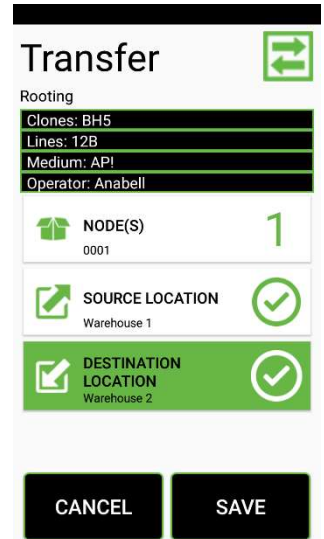 Transfer
Rooting
Clones: BH5
Lines: 12B
Medium: AP!
Operator: Anabell
NODE(S)
1
0001
SOURCE LOCATION
Warehouse 1
DESTINATION
LOCATION
Warehouse 2
CANCEL
SAVE